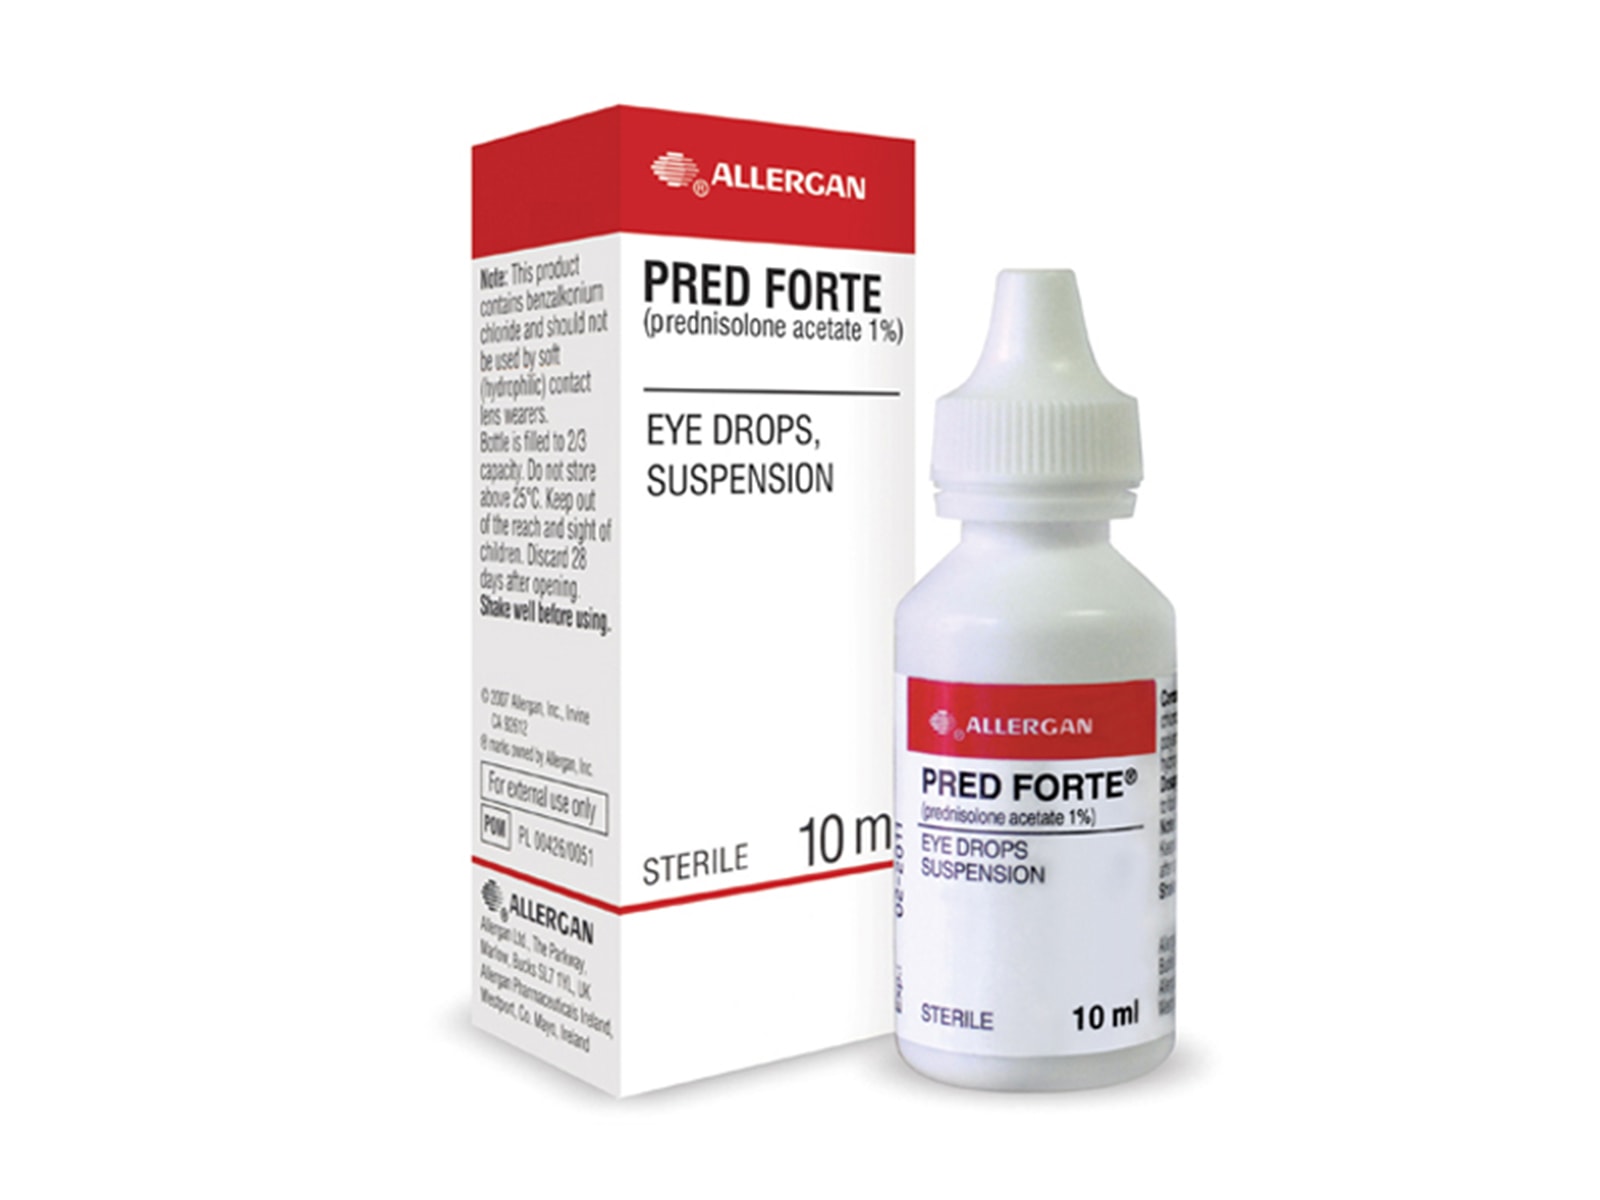 ALLERGAN
PRED FORTE
(prednisolone acetate 1%)
EYE DROPS,
SUSPENSION
STERILE 10 m
Note: This product
contains benzalkonium
chloride and should not
be used by soft
(hydrophilic) contact
lens wearers.
Bottle is filled to 2/3
capacity. Do not store
above 25°C. Keep out
of the reach and sight of
children. Discard 28
days after opening.
Shake well before using.
© 2007 Allergan, Inc., Irvine
CA 92612
® marks owned by Allergan, Inc.
For external use only
POM PL 00426/0051
® ALLERGAN
Allergan Ltd., The Parkway,
Marlow, Bucks SL7 1YL, UK
Allergan Pharmaceuticals Ireland,
Westport, Co. Mayo, Ireland
® ALLERGAN
PRED FORTE®
(prednisolone acetate 1%)
EYE DROPS
SUSPENSION
STERILE 10 ml
02-2011